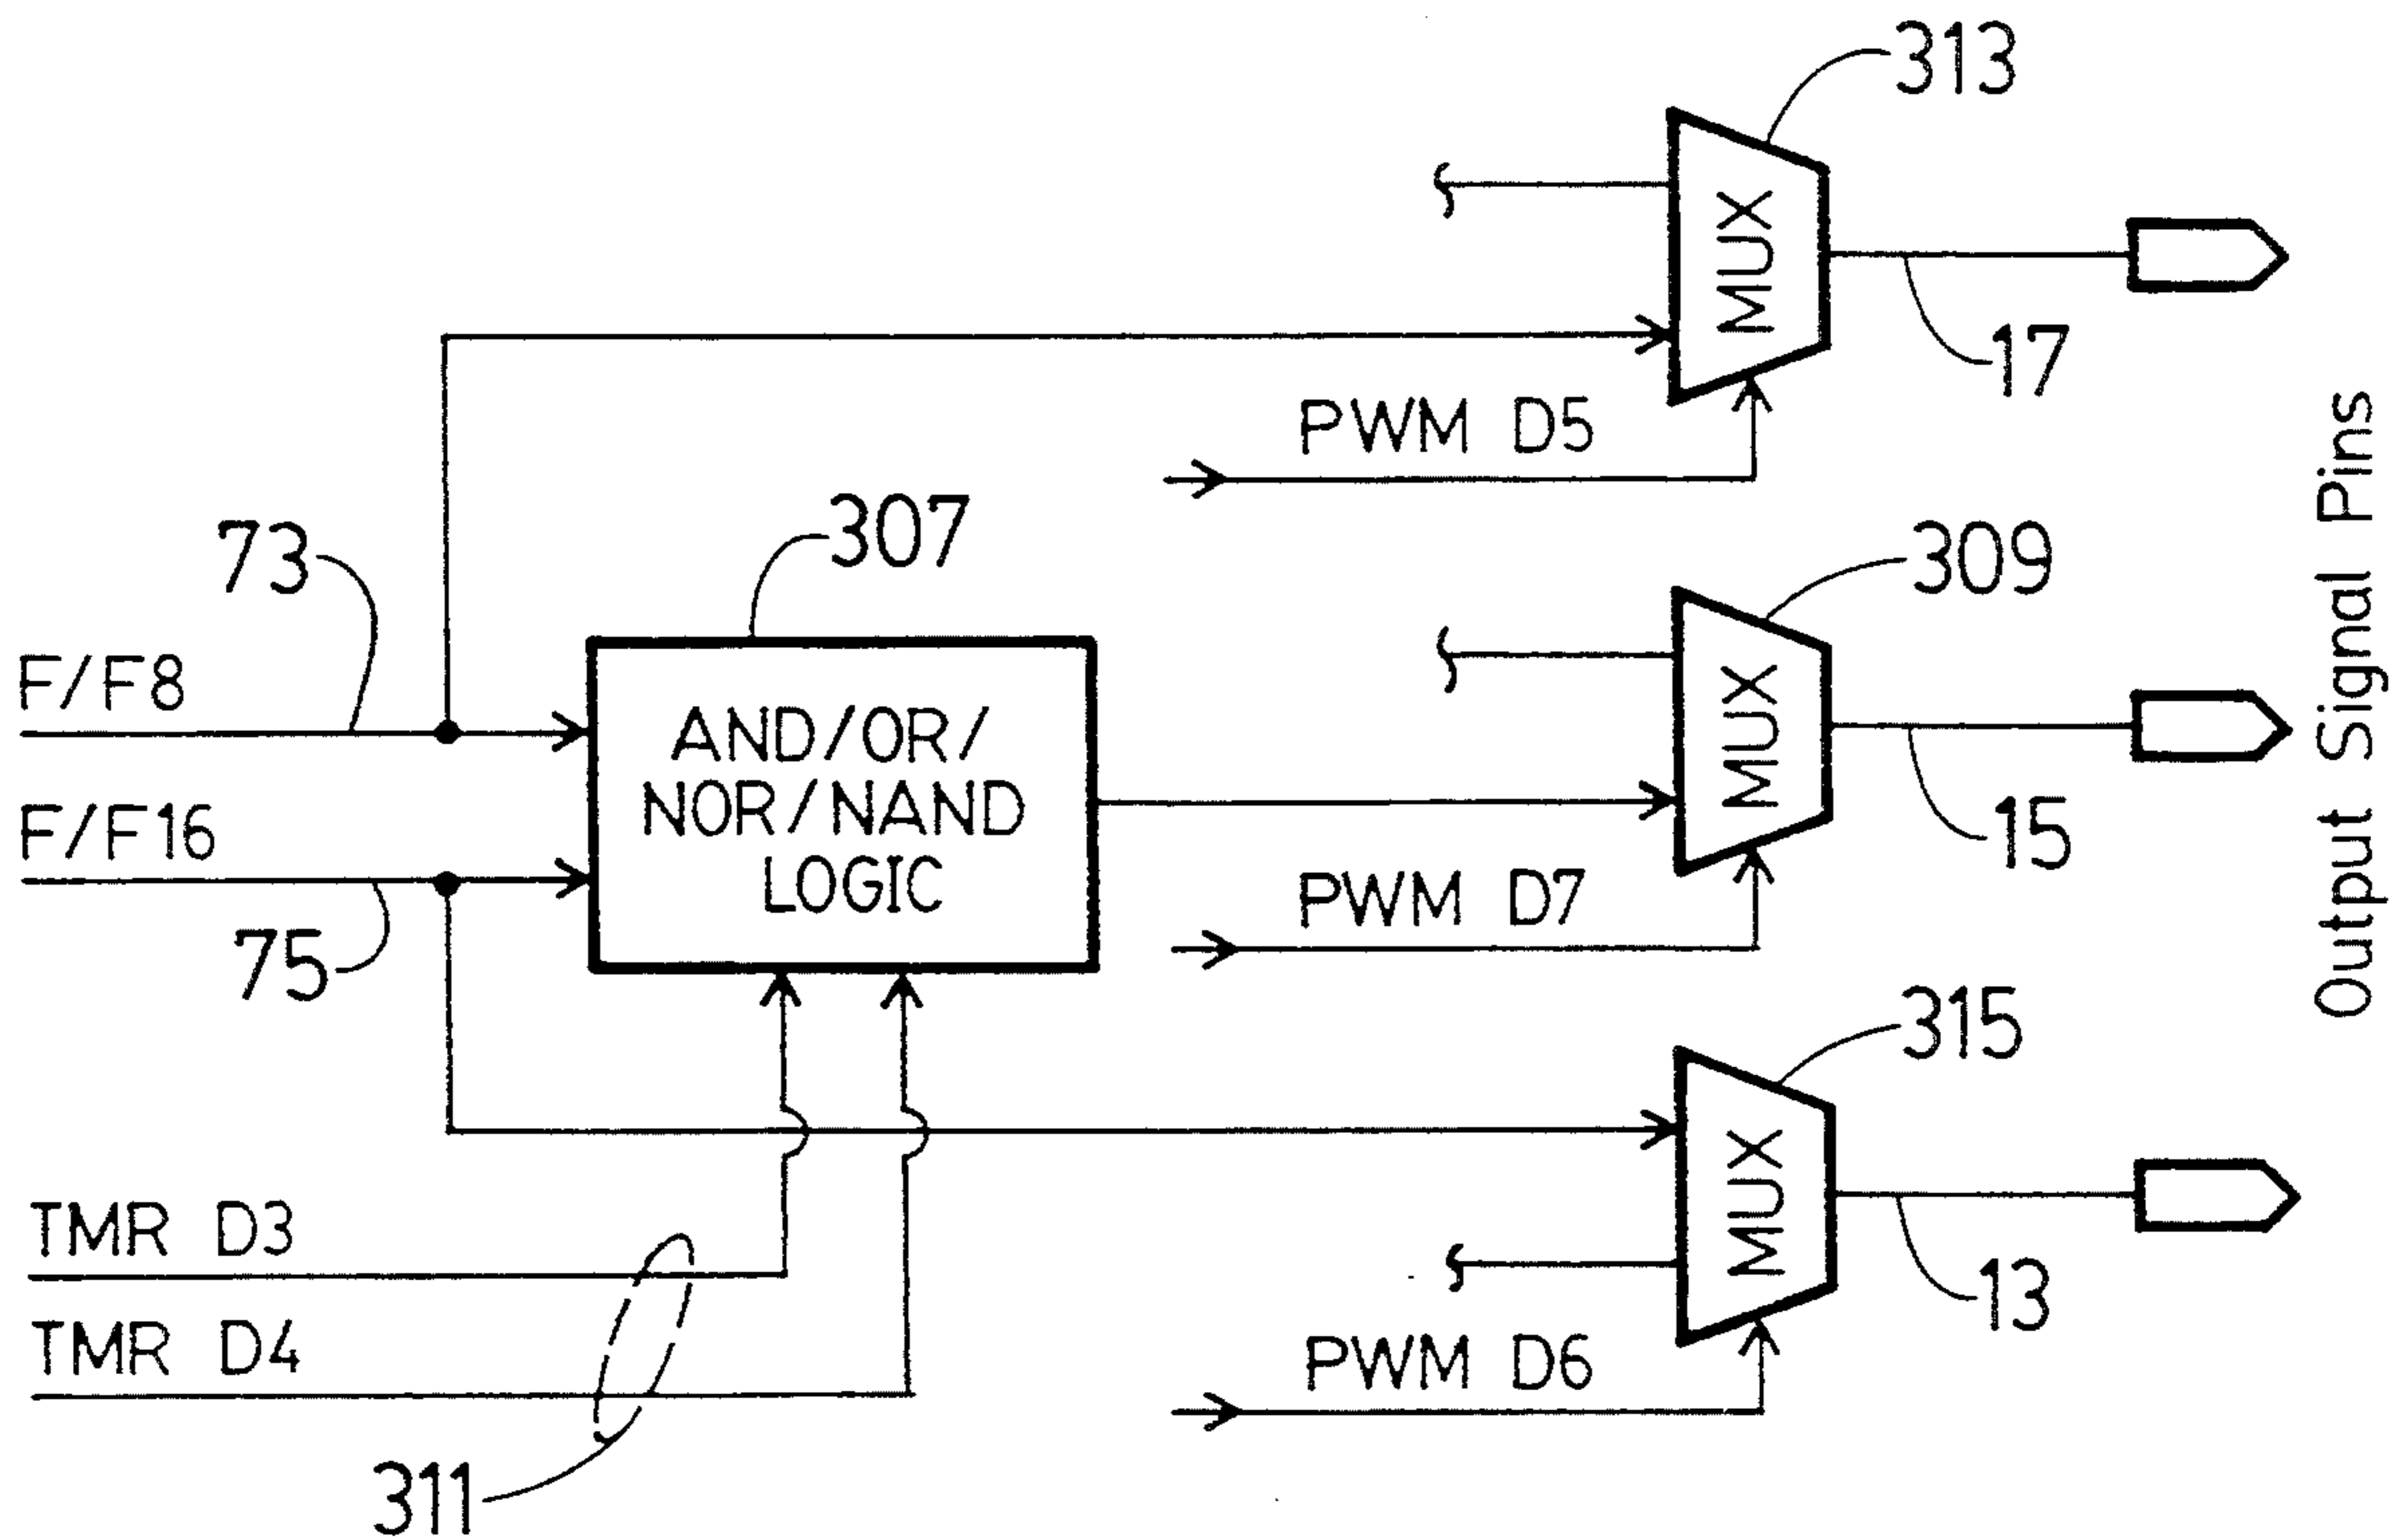 313
MUX
17
PWM D5
73
307
309
F/F8
AND/OR/
NOR/NAND
LOGIC
MUX
F/F16
15
75
PWM D7
Output Signal Pins
315
MUX
TMR D3
13
TMR D4
PWM D6
311